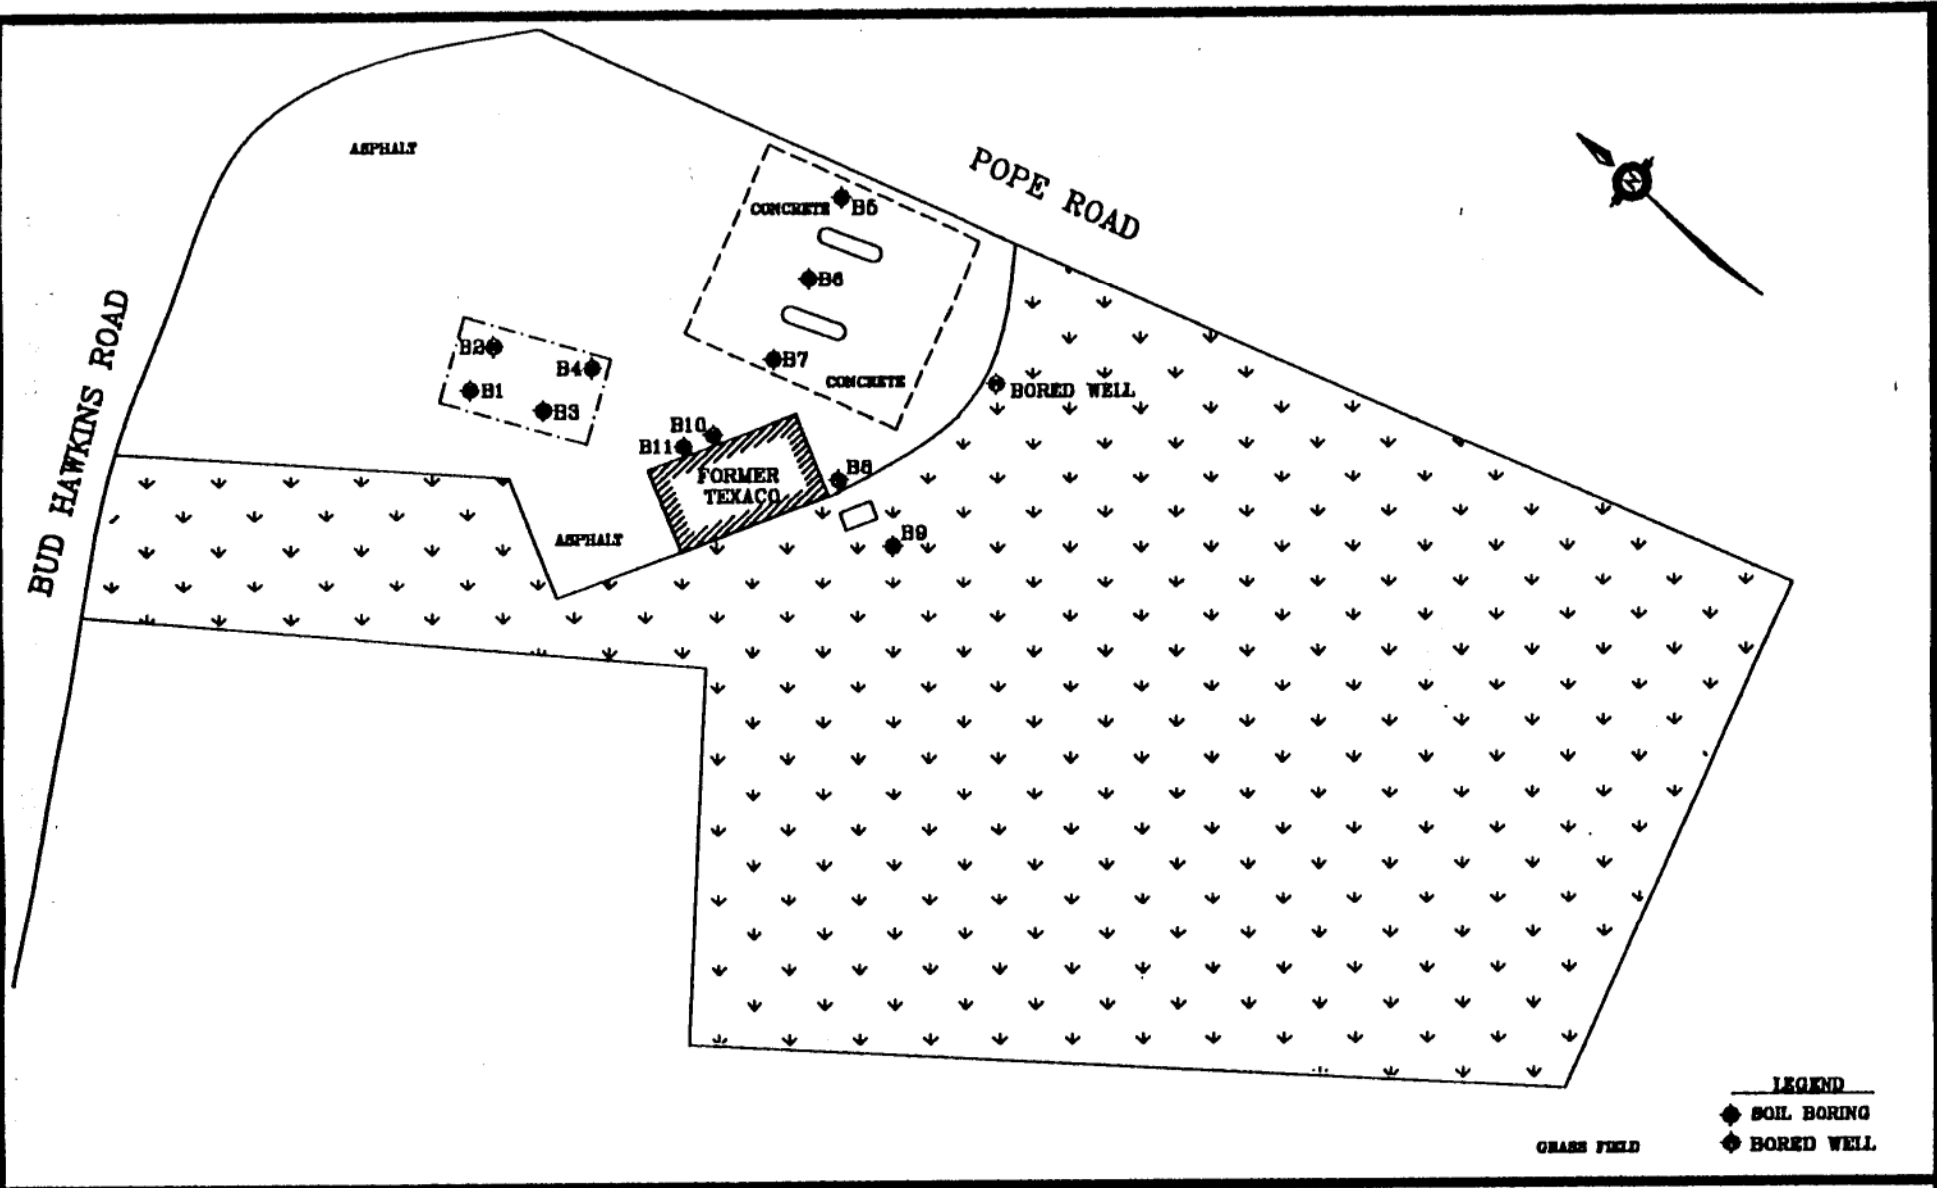 ASPHALT
POPE ROAD
CONCRETE
B5
B6
BUD HAWKINS ROAD
B2
B4
B7
B1
CONCRETE
BORED WELL
B3
B10
B11
FORMER
TEXACO
B8
ASPHALT
B9
N
LEGEND
SOIL BORING
BORED WELL
GRASS FIELD